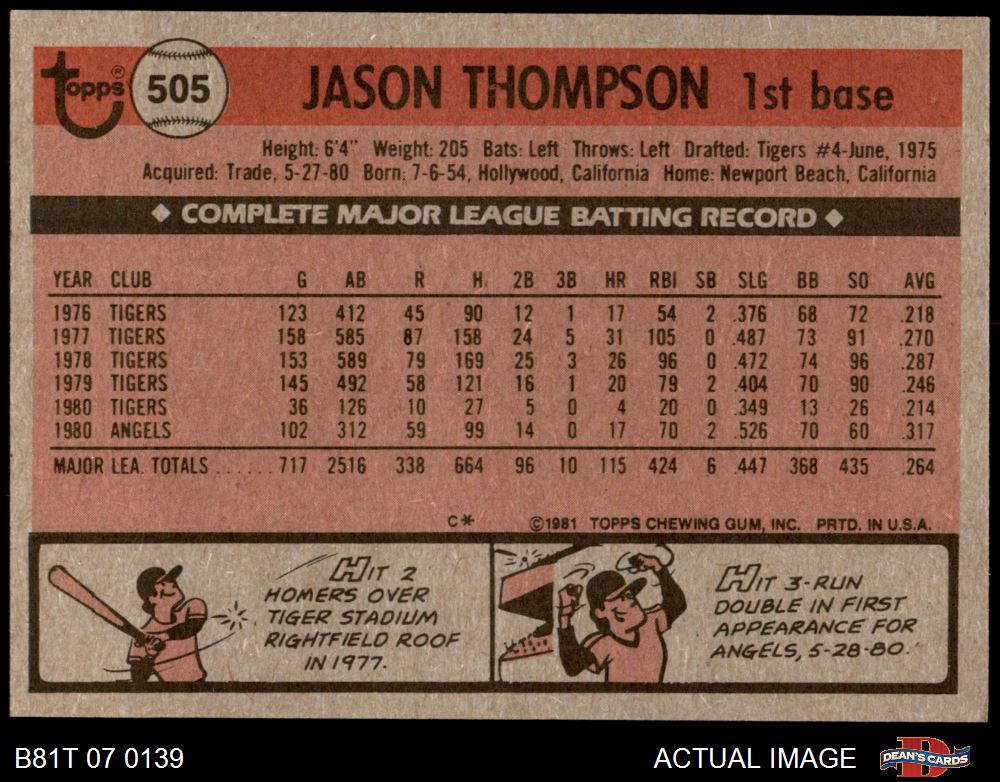 Topps® 505 JASON THOMPSON 1st base
Height: 6'4" Weight: 205 Bats: Left Throws: Left Drafted: Tigers #4-June, 1975
Acquired: Trade, 5-27-80 Born: 7-6-54, Hollywood, California Home: Newport Beach, California
◆ COMPLETE MAJOR LEAGUE BATTING RECORD ◆
YEAR CLUB G AB R H 2B 3B HR RBI SB SLG BB SO AVG
1976 TIGERS 123 412 45 90 12 1 17 54 2 .376 68 72 .218
1977 TIGERS 158 585 87 158 24 5 31 105 0 .487 73 91 .270
1978 TIGERS 153 589 79 169 25 3 26 96 0 .472 74 96 .287
1979 TIGERS 145 492 58 121 16 1 20 79 2 .404 70 90 .246
1980 TIGERS 36 126 10 27 5 0 4 20 0 .349 13 26 .214
1980 ANGELS 102 312 59 99 14 0 17 70 2 .526 70 60 .317
MAJOR LEA. TOTALS ...... 717 2516 338 664 96 10 115 424 6 .447 368 435 .264
C* ©1981 TOPPS CHEWING GUM, INC. PRTD. IN U.S.A.
HIT 2
HOMERS OVER
TIGER STADIUM
RIGHTFIELD ROOF
IN 1977.
HIT 3-RUN
DOUBLE IN FIRST
APPEARANCE FOR
ANGELS, 5-28-80.
B81T 07 0139 ACTUAL IMAGE DEAN'S CARDS